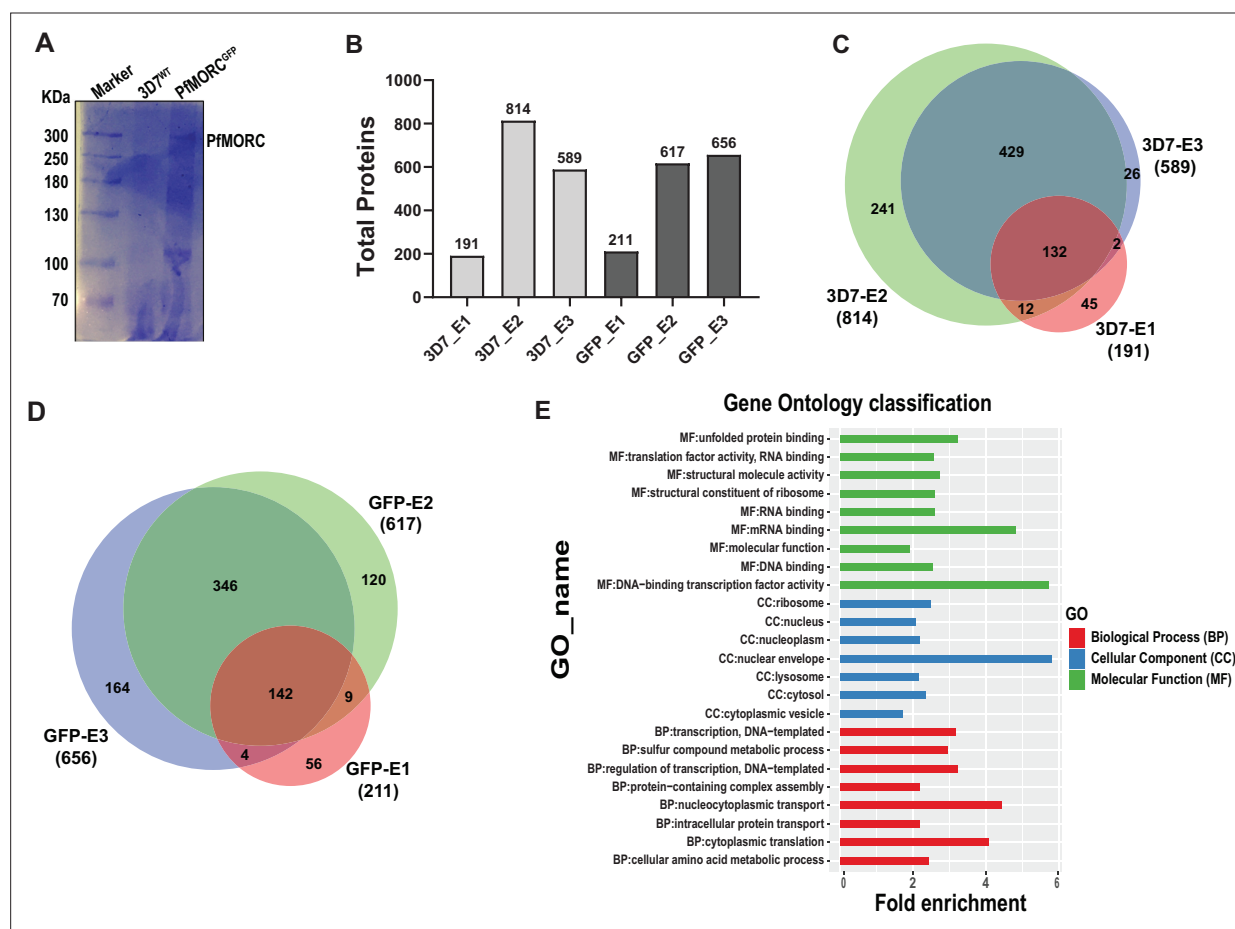 A
Marker
3D7WT
PfMORCGFP
KDa
300
250
180
130
100
70
PfMORC
B
Total Proteins
1000
800
600
400
200
0
191
814
589
211
617
656
3D7_E1
3D7_E2
3D7_E3
GFP_E1
GFP_E2
GFP_E3
C
429
26
241
132
2
12
45
3D7-E3
(589)
3D7-E2
(814)
3D7-E1
(191)
D
GFP-E2
(617)
346
120
164
142
9
4
56
GFP-E3
(656)
GFP-E1
(211)
E
Gene Ontology classification
GO_name
MF:unfolded protein binding
MF:translation factor activity, RNA binding
MF:structural molecule activity
MF:structural constituent of ribosome
MF:RNA binding
MF:mRNA binding
MF:molecular function
MF:DNA binding
MF:DNA−binding transcription factor activity
CC:ribosome
CC:nucleus
CC:nucleoplasm
CC:nuclear envelope
CC:lysosome
CC:cytosol
CC:cytoplasmic vesicle
BP:transcription, DNA−templated
BP:sulfur compound metabolic process
BP:regulation of transcription, DNA−templated
BP:protein-containing complex assembly
BP:nucleocytoplasmic transport
BP:intracellular protein transport
BP:cytoplasmic translation
BP:cellular amino acid metabolic process
0 2 4 6
Fold enrichment
GO
Biological Process (BP)
Cellular Component (CC)
Molecular Function (MF)